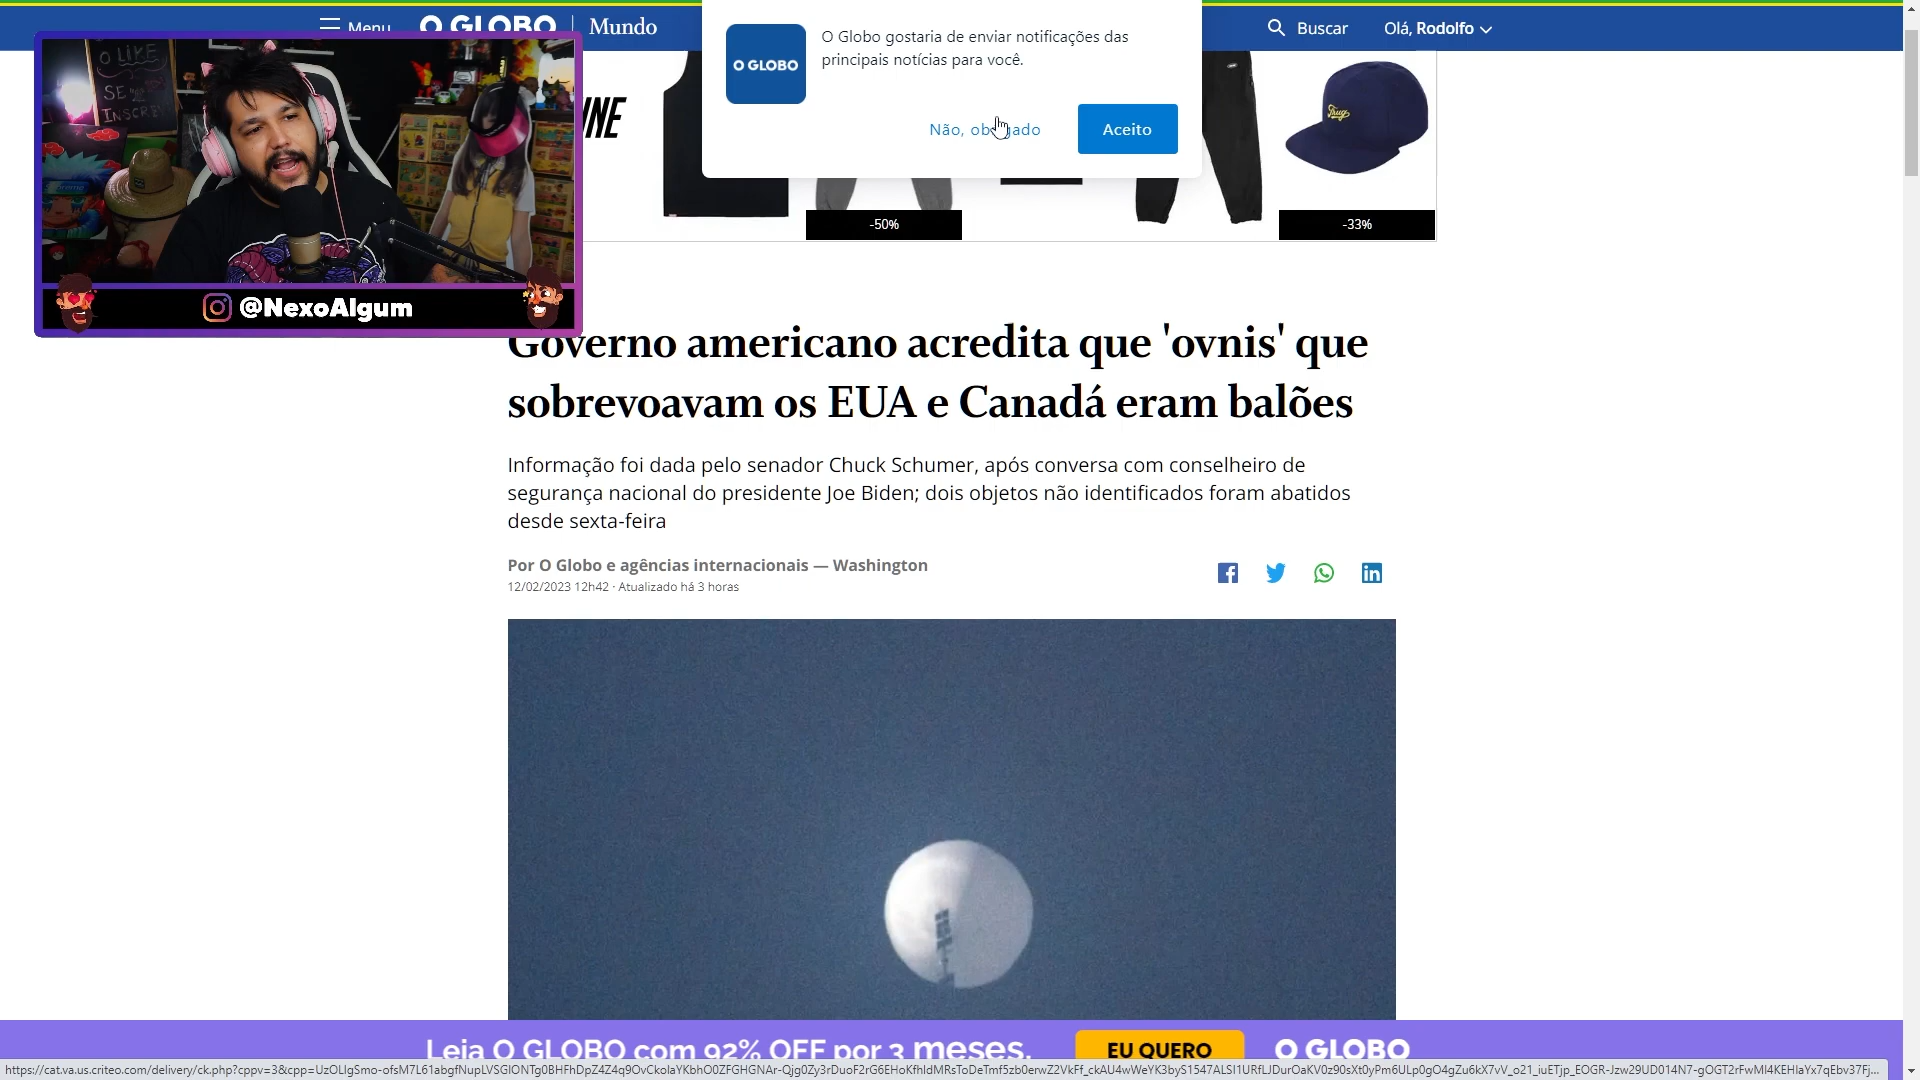 Menu
O GLOBO | Mundo
O GLOBO
O Globo gostaria de enviar notificações das
principais notícias para você.
Não, obrigado
Aceito
Buscar
Olá, Rodolfo
O LIKE
SE
INSCREV
@NexoAlgum
NE
-50%
-33%
Governo americano acredita que 'ovnis' que
sobrevoavam os EUA e Canadá eram balões
Informação foi dada pelo senador Chuck Schumer, após conversa com conselheiro de
segurança nacional do presidente Joe Biden; dois objetos não identificados foram abatidos
desde sexta-feira
Por O Globo e agências internacionais — Washington
12/02/2023 12h42 · Atualizado há 3 horas
Leia O GLOBO com 92% OFF por 3 meses.
EU QUERO
O GLOBO